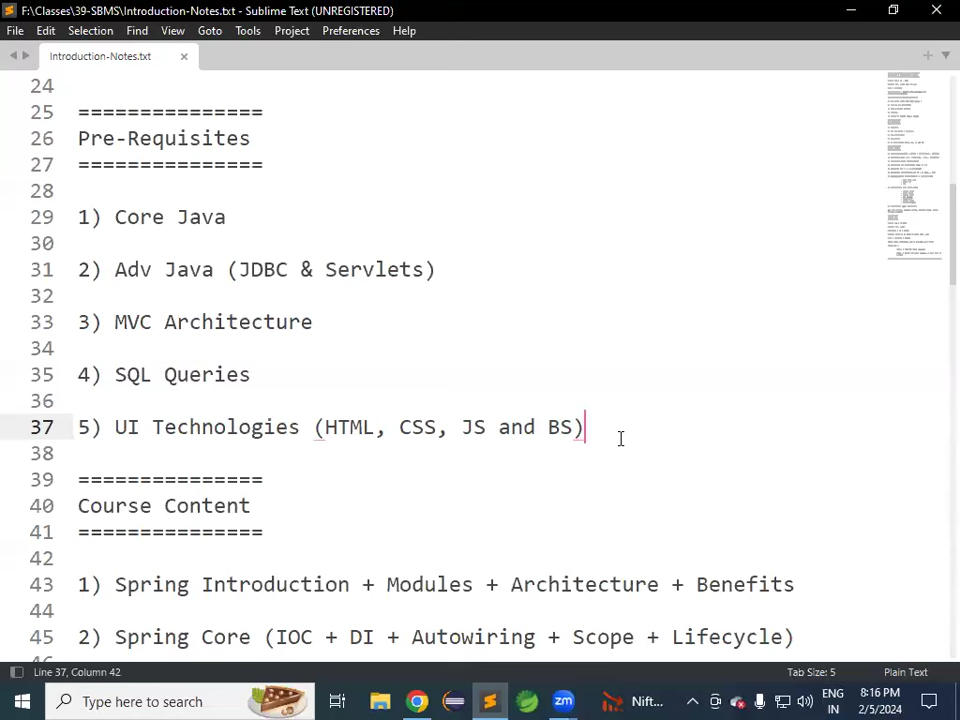 F:\Classes\39-SBMS\Introduction-Notes.txt - Sublime Text (UNREGISTERED)
File Edit Selection Find View Goto Tools Project Preferences Help
Introduction-Notes.txt
24
25 ===============
26 Pre-Requisites
27 ===============
28
29 1) Core Java
30
31 2) Adv Java (JDBC & Servlets)
32
33 3) MVC Architecture
34
35 4) SQL Queries
36
37 5) UI Technologies (HTML, CSS, JS and BS)
38
39 ===============
40 Course Content
41 ===============
42
43 1) Spring Introduction + Modules + Architecture + Benefits
44
45 2) Spring Core (IOC + DI + Autowiring + Scope + Lifecycle)
Line 37, Column 42 Tab Size: 5 Plain Text
Type here to search Nift... ENG IN 8:16 PM 2/5/2024